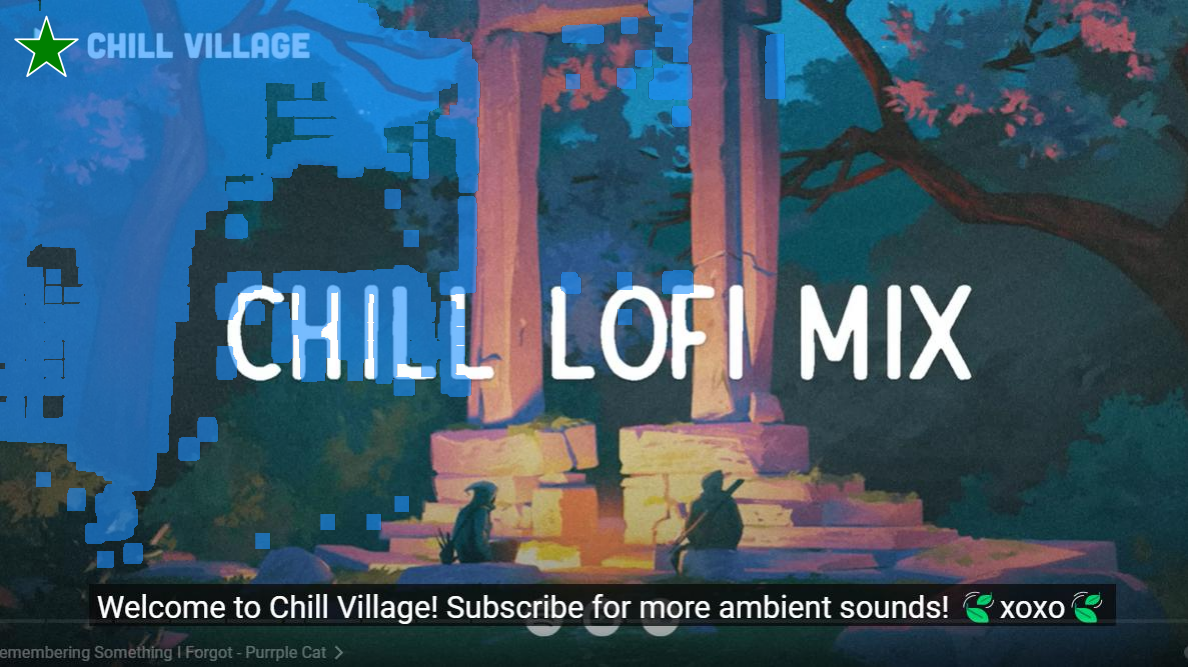 CHILL VILLAGE
CHILL LOFI MIX
Welcome to Chill Village! Subscribe for more ambient sounds! 🍃xoxo🍃
emembering Something I Forgot - Purrple Cat